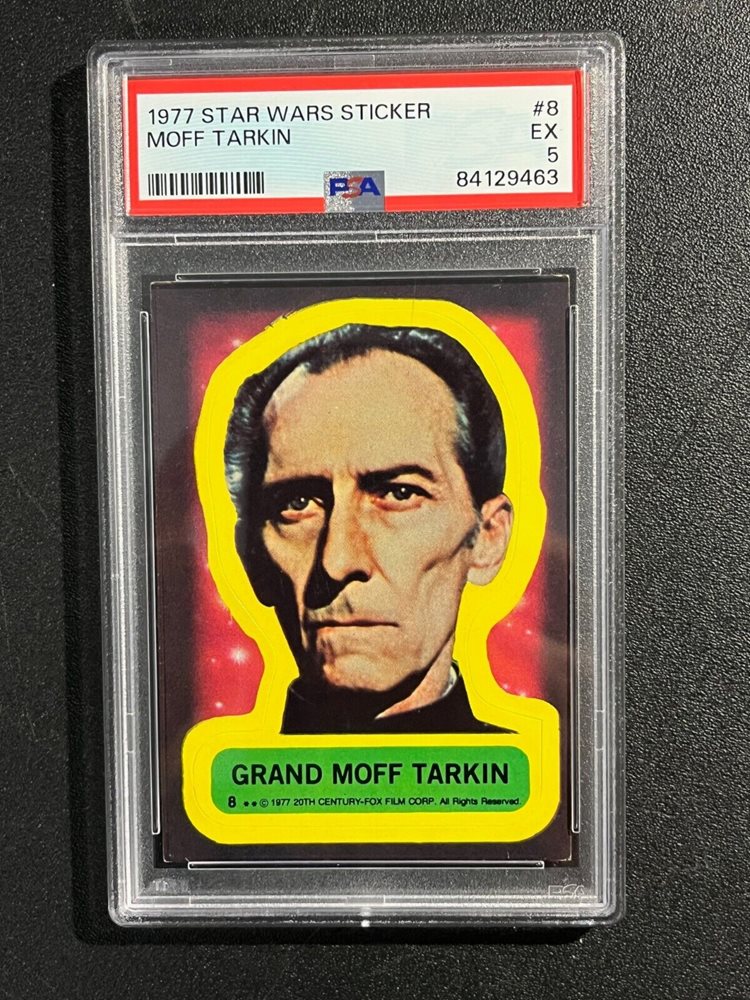 1977 STAR WARS STICKER #8
MOFF TARKIN EX
5
PSA 84129463
GRAND MOFF TARKIN
8 ★★ © 1977 20TH CENTURY-FOX FILM CORP. All Rights Reserved.
PSA